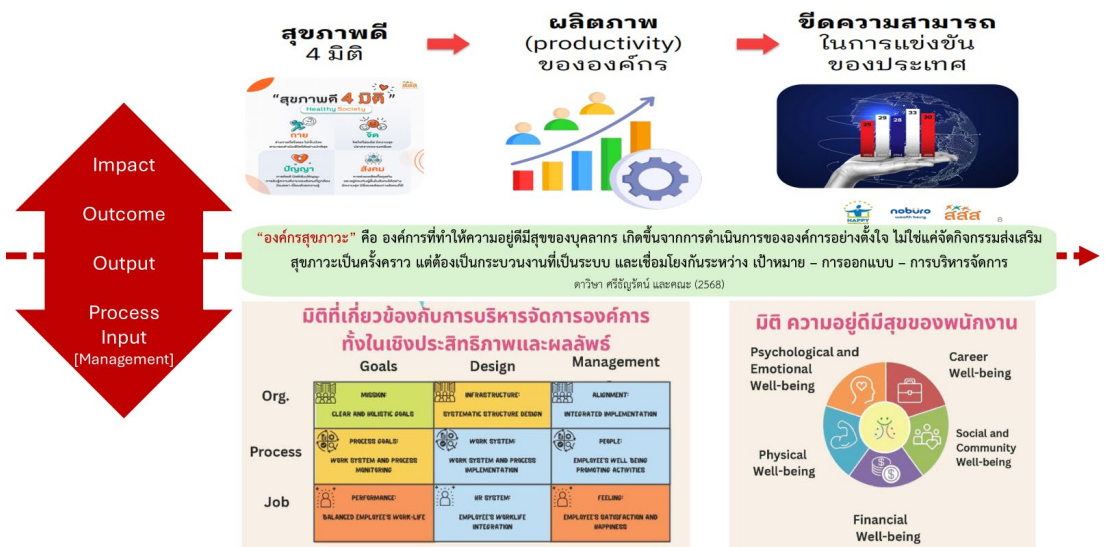 สุขภาพดี
4 มิติ
ผลิตภาพ
(productivity)
ขององค์กร
ขีดความสามารถ
ในการแข่งขัน
ของประเทศ
สสส
"สุขภาพดี 4 มิติ"
Healthy Society
กาย
จิต
ปัญญา
สังคม
29
28
33
30
HAPPY
noburo
wealth being
สสส
8
Impact
Outcome
Output
Process
Input
[Management]
"องค์กรสุขภาวะ" คือ องค์การที่ทำให้ความอยู่ดีมีสุขของบุคลากร เกิดขึ้นจากการดำเนินการขององค์การอย่างตั้งใจ ไม่ใช่แค่จัดกิจกรรมส่งเสริม
สุขภาวะเป็นครั้งคราว แต่ต้องเป็นกระบวนงานที่เป็นระบบ และเชื่อมโยงกันระหว่าง เป้าหมาย – การออกแบบ – การบริหารจัดการ
ดาวิษา ศรีธัญรัตน์ และคณะ (2568)
มิติที่เกี่ยวข้องกับการบริหารจัดการองค์การ
ทั้งในเชิงประสิทธิภาพและผลลัพธ์
Goals
Design
Management
Org.
MISSION:
CLEAR AND HOLISTIC GOALS
INFRASTRUCTURE:
SYSTEMATIC STRUCTURE DESIGN
ALIGNMENT:
INTEGRATED IMPLEMENTATION
Process
PROCESS GOALS:
WORK SYSTEM AND PROCESS
MONITORING
WORK SYSTEM:
WORK SYSTEM AND PROCESS
IMPLEMENTATION
PEOPLE:
EMPLOYEE'S WELL BEING
PROMOTING ACTIVITIES
Job
PERFORMANCE:
BALANCED EMPLOYEE'S WORK-LIFE
HR SYSTEM:
EMPLOYEE'S WORKLIFE
INTEGRATION
FEELING:
EMPLOYEE'S SATISFACTION AND
HAPPINESS
มิติ ความอยู่ดีมีสุขของพนักงาน
Psychological and
Emotional
Well-being
Career
Well-being
Physical
Well-being
Social and
Community
Well-being
Financial
Well-being